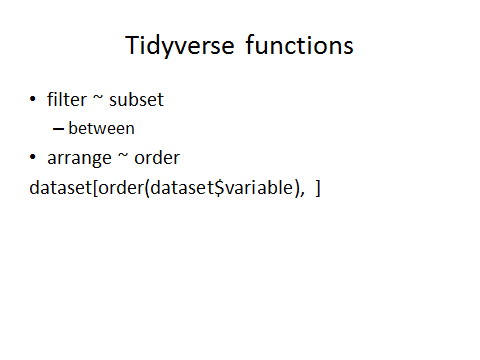 Tidyverse functions
• filter ~ subset
– between
• arrange ~ order
dataset[order(dataset$variable), ]